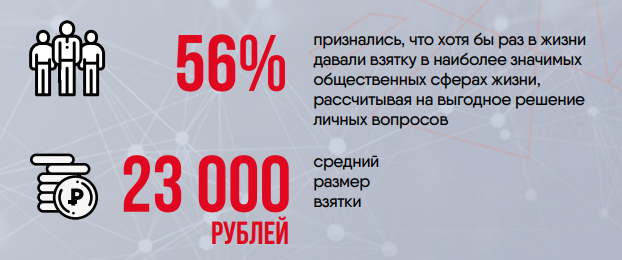 56%
признались, что хотя бы раз в жизни
давали взятку в наиболее значимых
общественных сферах жизни,
рассчитывая на выгодное решение
личных вопросов
₽
23 000
РУБЛЕЙ
средний
размер
взятки